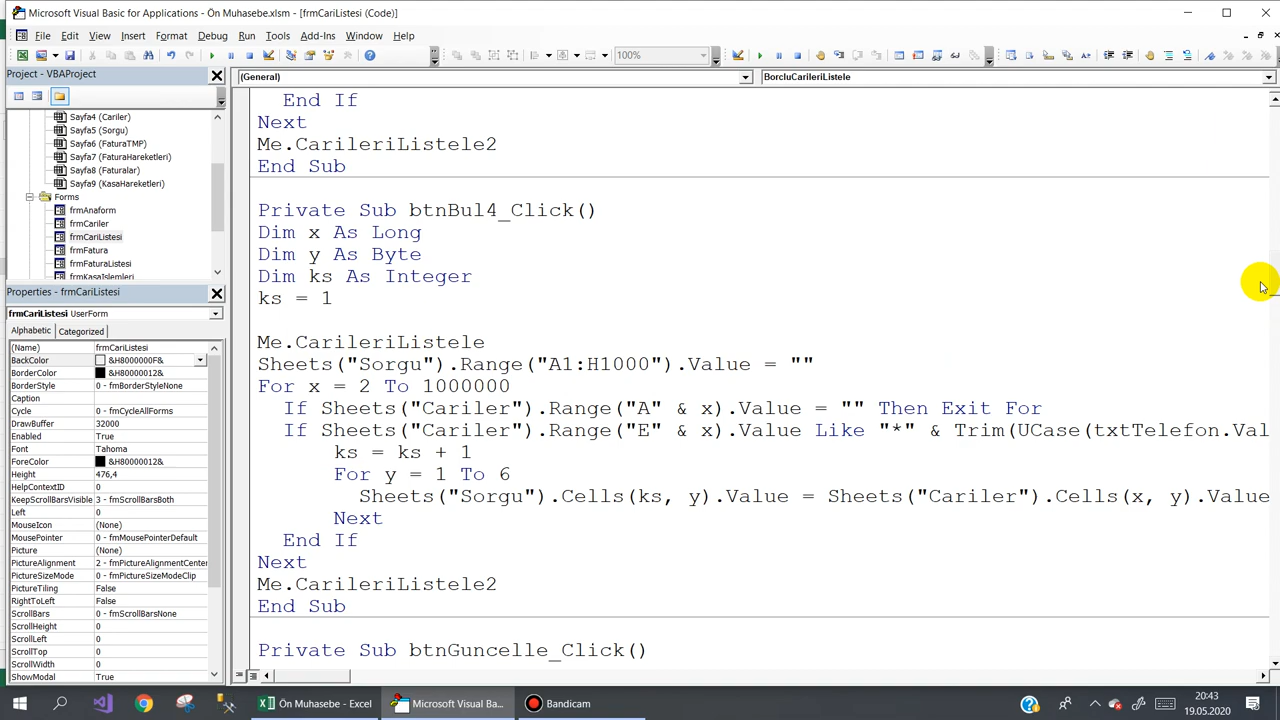 Microsoft Visual Basic for Applications - Ön Muhasebe.xlsm - [frmCariListesi (Code)]
File Edit View Insert Format Debug Run Tools Add-Ins Window Help
100%
Project - VBAProject
(General) BorcluCarileriListele
Sayfa4 (Cariler)
Sayfa5 (Sorgu)
Sayfa6 (FaturaTMP)
Sayfa7 (FaturaHareketleri)
Sayfa8 (Faturalar)
Sayfa9 (KasaHareketleri)
Forms
frmAnaform
frmCariler
frmCariListesi
frmFatura
frmFaturaListesi
frmKasaIslemleri
Properties - frmCariListesi
frmCariListesi UserForm
Alphabetic Categorized
(Name) frmCariListesi
BackColor &H8000000F&
BorderColor &H80000012&
BorderStyle 0 - fmBorderStyleNone
Caption
Cycle 0 - fmCycleAllForms
DrawBuffer 32000
Enabled True
Font Tahoma
ForeColor &H80000012&
Height 476,4
HelpContextID 0
KeepScrollBarsVisible 3 - fmScrollBarsBoth
Left 0
MouseIcon (None)
MousePointer 0 - fmMousePointerDefault
Picture (None)
PictureAlignment 2 - fmPictureAlignmentCenter
PictureSizeMode 0 - fmPictureSizeModeClip
PictureTiling False
RightToLeft False
ScrollBars 0 - fmScrollBarsNone
ScrollHeight 0
ScrollLeft 0
ScrollTop 0
ScrollWidth 0
ShowModal True
End If
Next
Me.CarileriListele2
End Sub
Private Sub btnBul4_Click()
Dim x As Long
Dim y As Byte
Dim ks As Integer
ks = 1
Me.CarileriListele
Sheets("Sorgu").Range("A1:H1000").Value = ""
For x = 2 To 1000000
If Sheets("Cariler").Range("A" & x).Value = "" Then Exit For
If Sheets("Cariler").Range("E" & x).Value Like "*" & Trim(UCase(txtTelefon.Val
ks = ks + 1
For y = 1 To 6
Sheets("Sorgu").Cells(ks, y).Value = Sheets("Cariler").Cells(x, y).Value
Next
End If
Next
Me.CarileriListele2
End Sub
Private Sub btnGuncelle_Click()
Ön Muhasebe - Excel
Microsoft Visual Ba...
Bandicam
20:43
19.05.2020